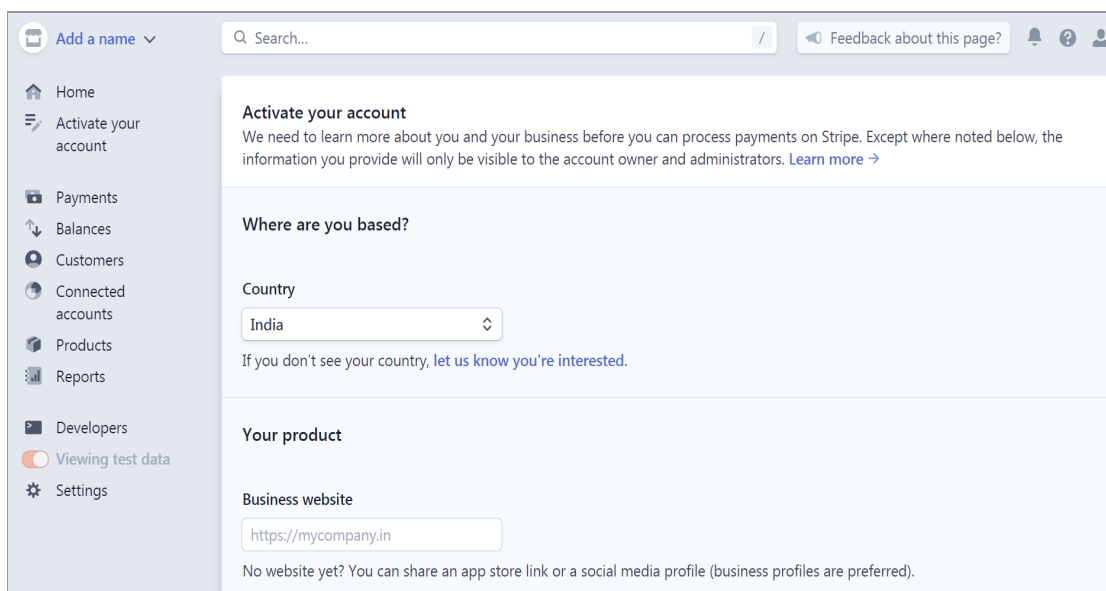 Add a name
Search...
/
Feedback about this page?
Home
Activate your
account
Payments
Balances
Customers
Connected
accounts
Products
Reports
Developers
Viewing test data
Settings
Activate your account
We need to learn more about you and your business before you can process payments on Stripe. Except where noted below, the
information you provide will only be visible to the account owner and administrators. Learn more →
Where are you based?
Country
India
If you don't see your country, let us know you're interested.
Your product
Business website
https://mycompany.in
No website yet? You can share an app store link or a social media profile (business profiles are preferred).